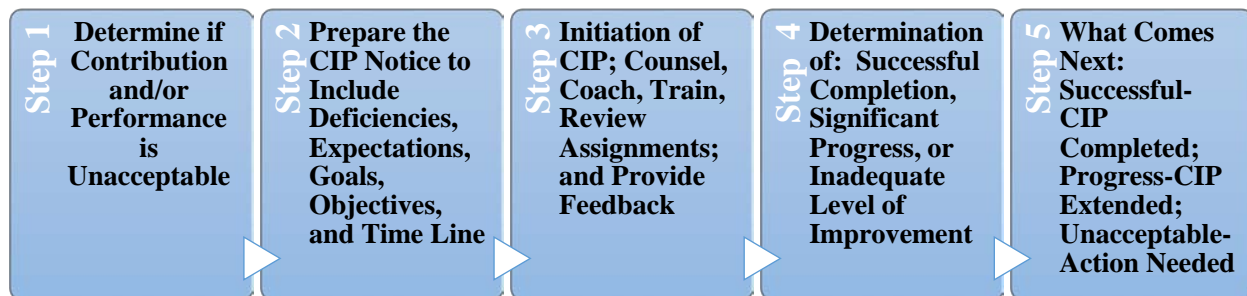 Step 1
Determine if
Contribution
and/or
Performance
is
Unacceptable
Step 2
Prepare the
CIP Notice to
Include
Deficiencies,
Expectations,
Goals,
Objectives,
and Time Line
Step 3
Initiation of
CIP; Counsel,
Coach, Train,
Review
Assignments;
and Provide
Feedback
Step 4
Determination
of: Successful
Completion,
Significant
Progress, or
Inadequate
Level of
Improvement
Step 5
What Comes
Next:
Successful-
CIP
Completed;
Progress-CIP
Extended;
Unacceptable-
Action Needed